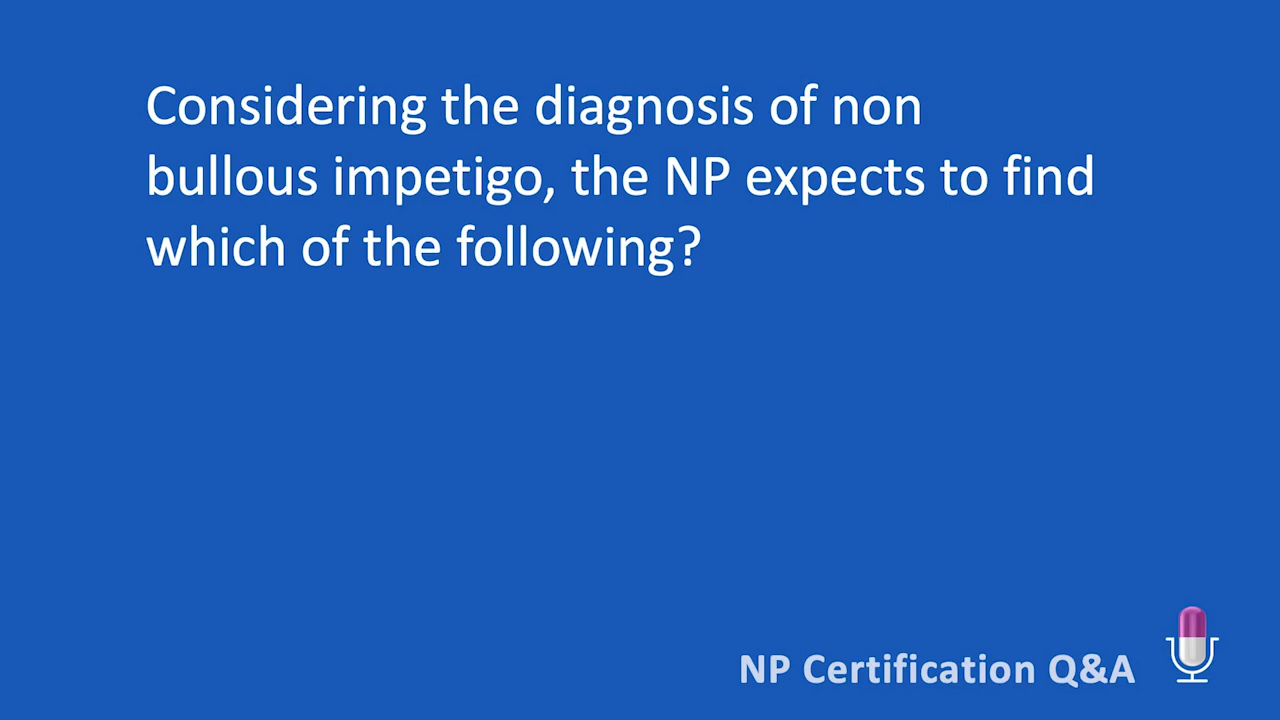 Considering the diagnosis of non
bullous impetigo, the NP expects to find
which of the following?
NP Certification Q&A